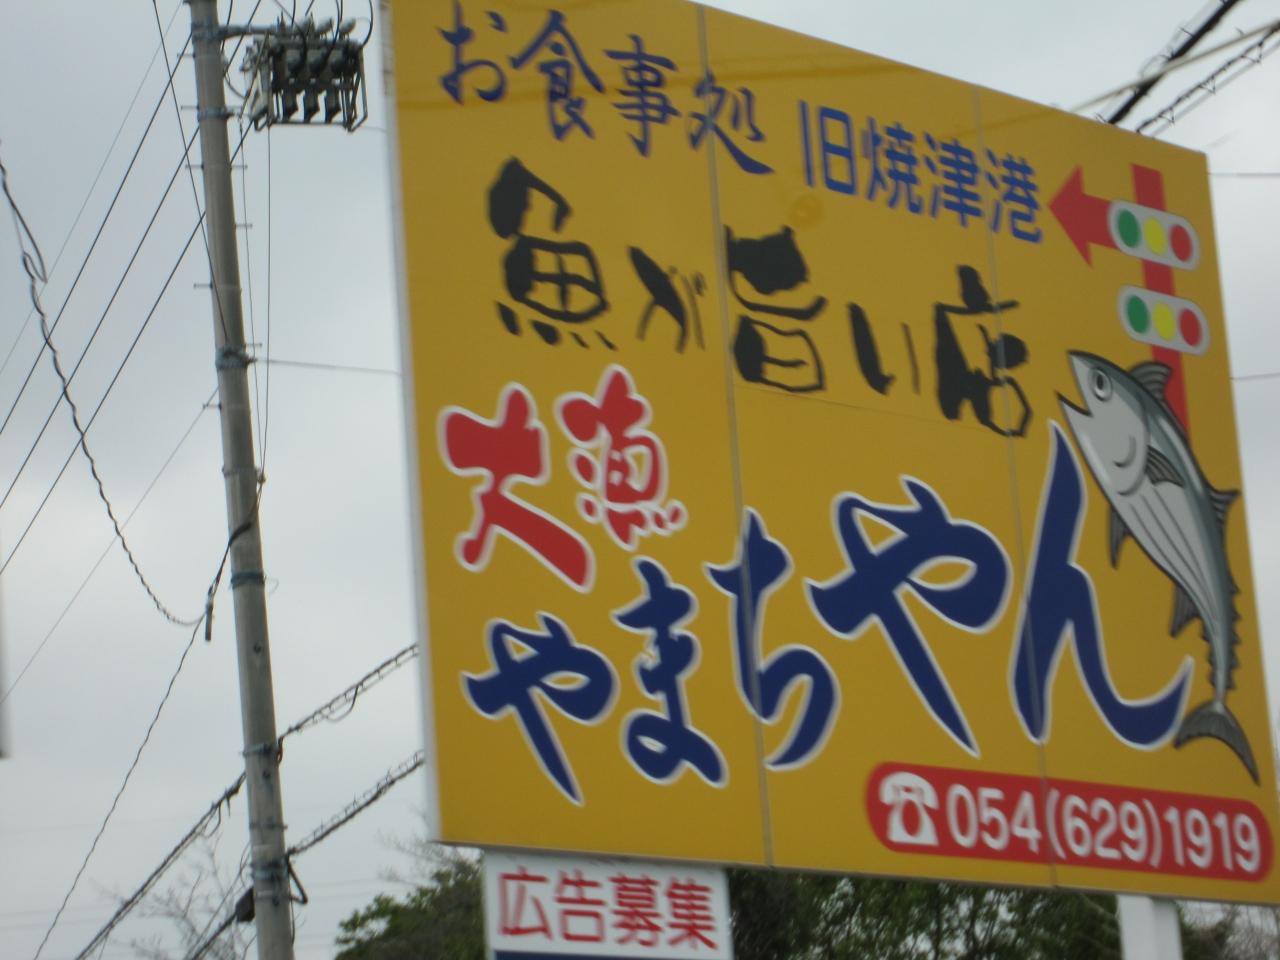 お食事処 旧焼津港
魚が旨い店
大漁
やまちゃん
054(629)1919
広告募集